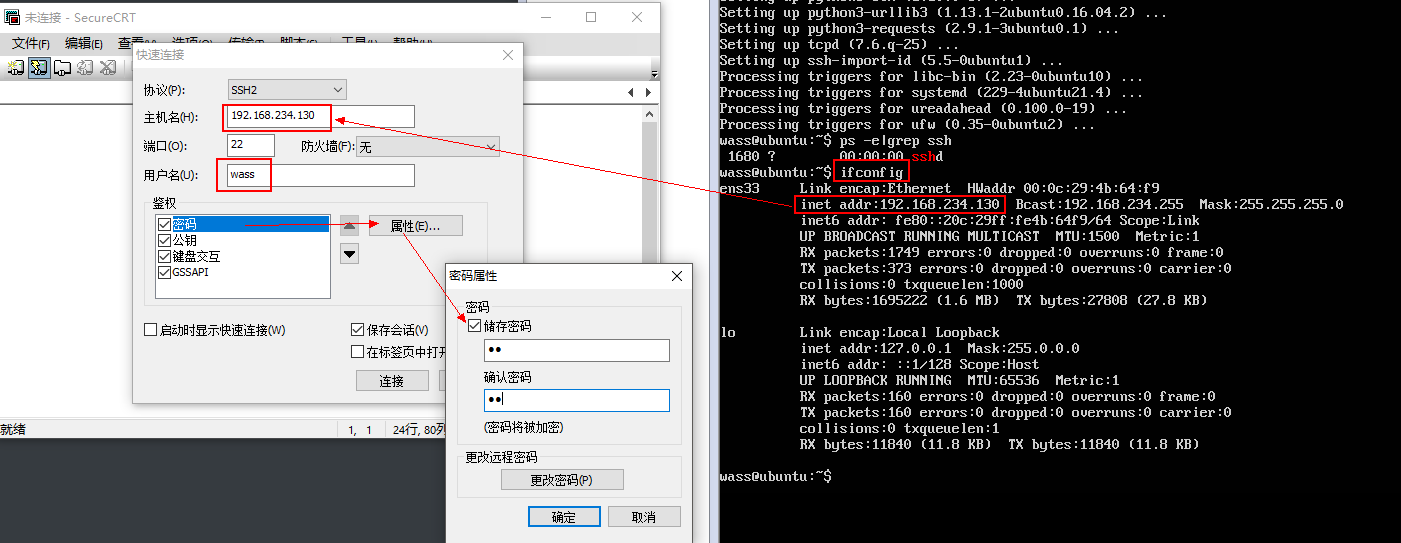 未连接 - SecureCRT
文件(F) 编辑(E)
快速连接
协议(P): SSH2
主机名(H): 192.168.234.130
端口(O): 22 防火墙(F): 无
用户名(U): wass
鉴权
密码
公钥
键盘交互
GSSAPI
属性(E)...
启动时显示快速连接(W)
保存会话(V)
在标签页中打开
连接
就绪
1, 1 24行, 80列
密码属性
密码
储存密码
••
确认密码
••
(密码将被加密)
更改远程密码
更改密码(P)
确定 取消
Setting up python3-urllib3 (1.13.1-2ubuntu0.16.04.2) ...
Setting up python3-requests (2.9.1-3ubuntu0.1) ...
Setting up tcpd (7.6.q-25) ...
Setting up ssh-import-id (5.5-0ubuntu1) ...
Processing triggers for libc-bin (2.23-0ubuntu10) ...
Processing triggers for systemd (229-4ubuntu21.4) ...
Processing triggers for ureadahead (0.100.0-19) ...
Processing triggers for ufw (0.35-0ubuntu2) ...
wass@ubuntu:~$ ps -e|grep ssh
1680 ? 00:00:00 sshd
wass@ubuntu:~$ ifconfig
ens33 Link encap:Ethernet HWaddr 00:0c:29:4b:64:f9
inet addr:192.168.234.130 Bcast:192.168.234.255 Mask:255.255.255.0
inet6 addr: fe80::20c:29ff:fe4b:64f9/64 Scope:Link
UP BROADCAST RUNNING MULTICAST MTU:1500 Metric:1
RX packets:1749 errors:0 dropped:0 overruns:0 frame:0
TX packets:373 errors:0 dropped:0 overruns:0 carrier:0
collisions:0 txqueuelen:1000
RX bytes:1695222 (1.6 MB) TX bytes:27808 (27.8 KB)
lo Link encap:Local Loopback
inet addr:127.0.0.1 Mask:255.0.0.0
inet6 addr: ::1/128 Scope:Host
UP LOOPBACK RUNNING MTU:65536 Metric:1
RX packets:160 errors:0 dropped:0 overruns:0 frame:0
TX packets:160 errors:0 dropped:0 overruns:0 carrier:0
collisions:0 txqueuelen:1
RX bytes:11840 (11.8 KB) TX bytes:11840 (11.8 KB)
wass@ubuntu:~$